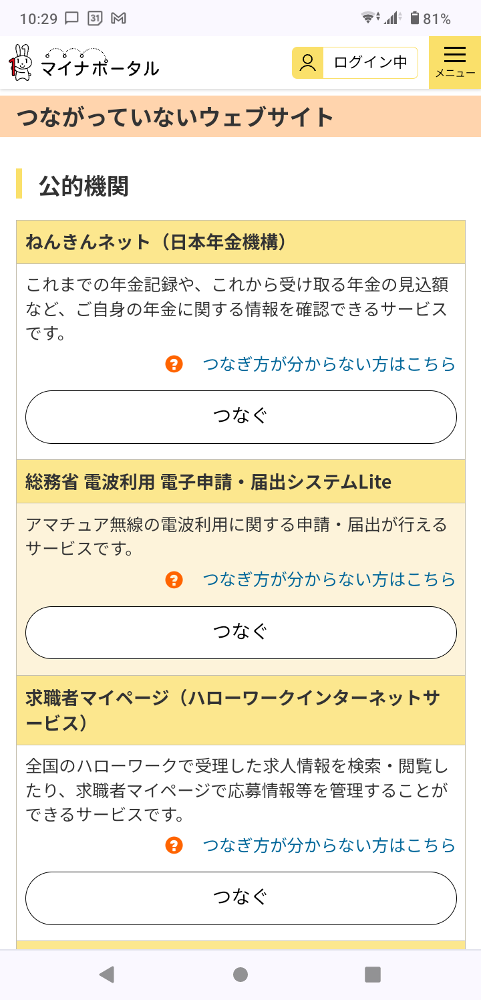 10:29 31 81%
マイナポータル ログイン中 メニュー
つながっていないウェブサイト
公的機関
ねんきんネット（日本年金機構）
これまでの年金記録や、これから受け取る年金の見込額
など、ご自身の年金に関する情報を確認できるサービス
です。
? つなぎ方が分からない方はこちら
つなぐ
総務省 電波利用 電子申請・届出システムLite
アマチュア無線の電波利用に関する申請・届出が行える
サービスです。
? つなぎ方が分からない方はこちら
つなぐ
求職者マイページ（ハローワークインターネットサ
ービス）
全国のハローワークで受理した求人情報を検索・閲覧し
たり、求職者マイページで応募情報等を管理することが
できるサービスです。
? つなぎ方が分からない方はこちら
つなぐ